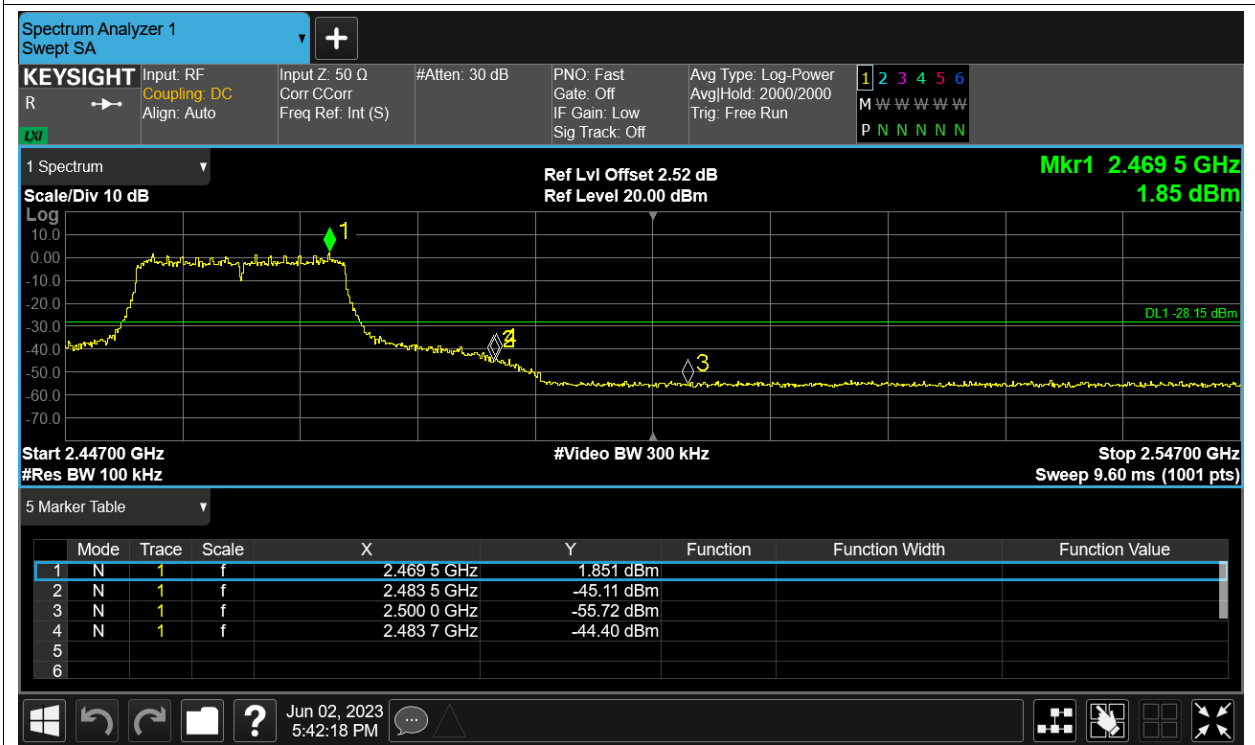 Spectrum Analyzer 1
Swept SA
KEYSIGHT
R
LXI
Input: RF
Coupling: DC
Align: Auto
Input Z: 50 Ω
Corr CCorr
Freq Ref: Int (S)
#Atten: 30 dB
PNO: Fast
Gate: Off
IF Gain: Low
Sig Track: Off
Avg Type: Log-Power
Avg|Hold: 2000/2000
Trig: Free Run
1 2 3 4 5 6
M W W W W W
P N N N N N
1 Spectrum
Scale/Div 10 dB
Ref Lvl Offset 2.52 dB
Ref Level 20.00 dBm
Mkr1 2.469 5 GHz
1.85 dBm
Log
10.0
0.00
-10.0
-20.0
-30.0
-40.0
-50.0
-60.0
-70.0
1
3
DL1 -28.15 dBm
Start 2.44700 GHz
#Res BW 100 kHz
#Video BW 300 kHz
Stop 2.54700 GHz
Sweep 9.60 ms (1001 pts)
5 Marker Table
Mode Trace Scale X Y Function Function Width Function Value
1 N 1 f 2.469 5 GHz 1.851 dBm
2 N 1 f 2.483 5 GHz -45.11 dBm
3 N 1 f 2.500 0 GHz -55.72 dBm
4 N 1 f 2.483 7 GHz -44.40 dBm
5
6
?
Jun 02, 2023
5:42:18 PM